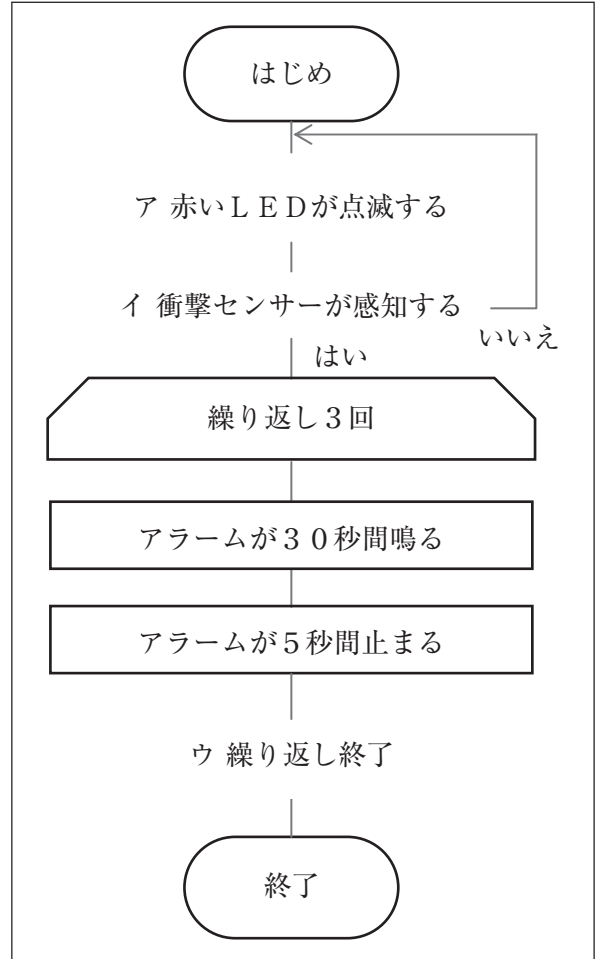 はじめ
ア 赤いＬＥＤが点滅する
イ 衝撃センサーが感知する
いいえ
はい
繰り返し３回
アラームが３０秒間鳴る
アラームが５秒間止まる
ウ 繰り返し終了
終了